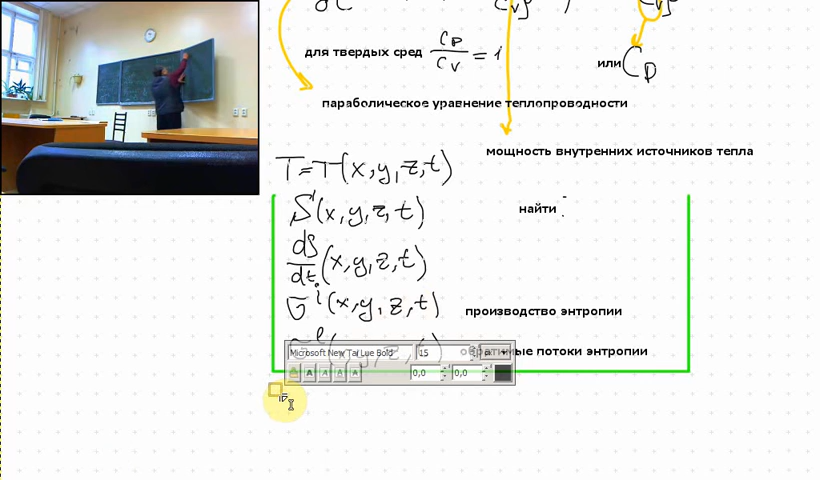 для твердых сред Cp/Cv = 1
или Cp
параболическое уравнение теплопроводности
мощность внутренних источников тепла
T=T(x,y,z,t)
S(x,y,z,t)
найти :
dS/dt (x,y,z,t)
σⁱ(x,y,z,t)
производство энтропии
Microsoft New Tai Lue Bold
15
потоки энтропии
A A A A
0,0
0,0